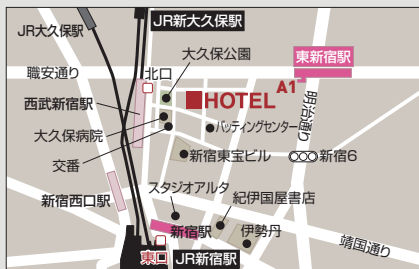 JR新大久保駅
JR大久保駅
大久保公園
東新宿駅
職安通り
北口
A1
HOTEL
西武新宿駅
明治通り
大久保病院
バッティングセンター
交番
新宿東宝ビル
新宿6
スタジオアルタ
新宿西口駅
紀伊国屋書店
新宿駅
伊勢丹
靖国通り
東口
JR新宿駅